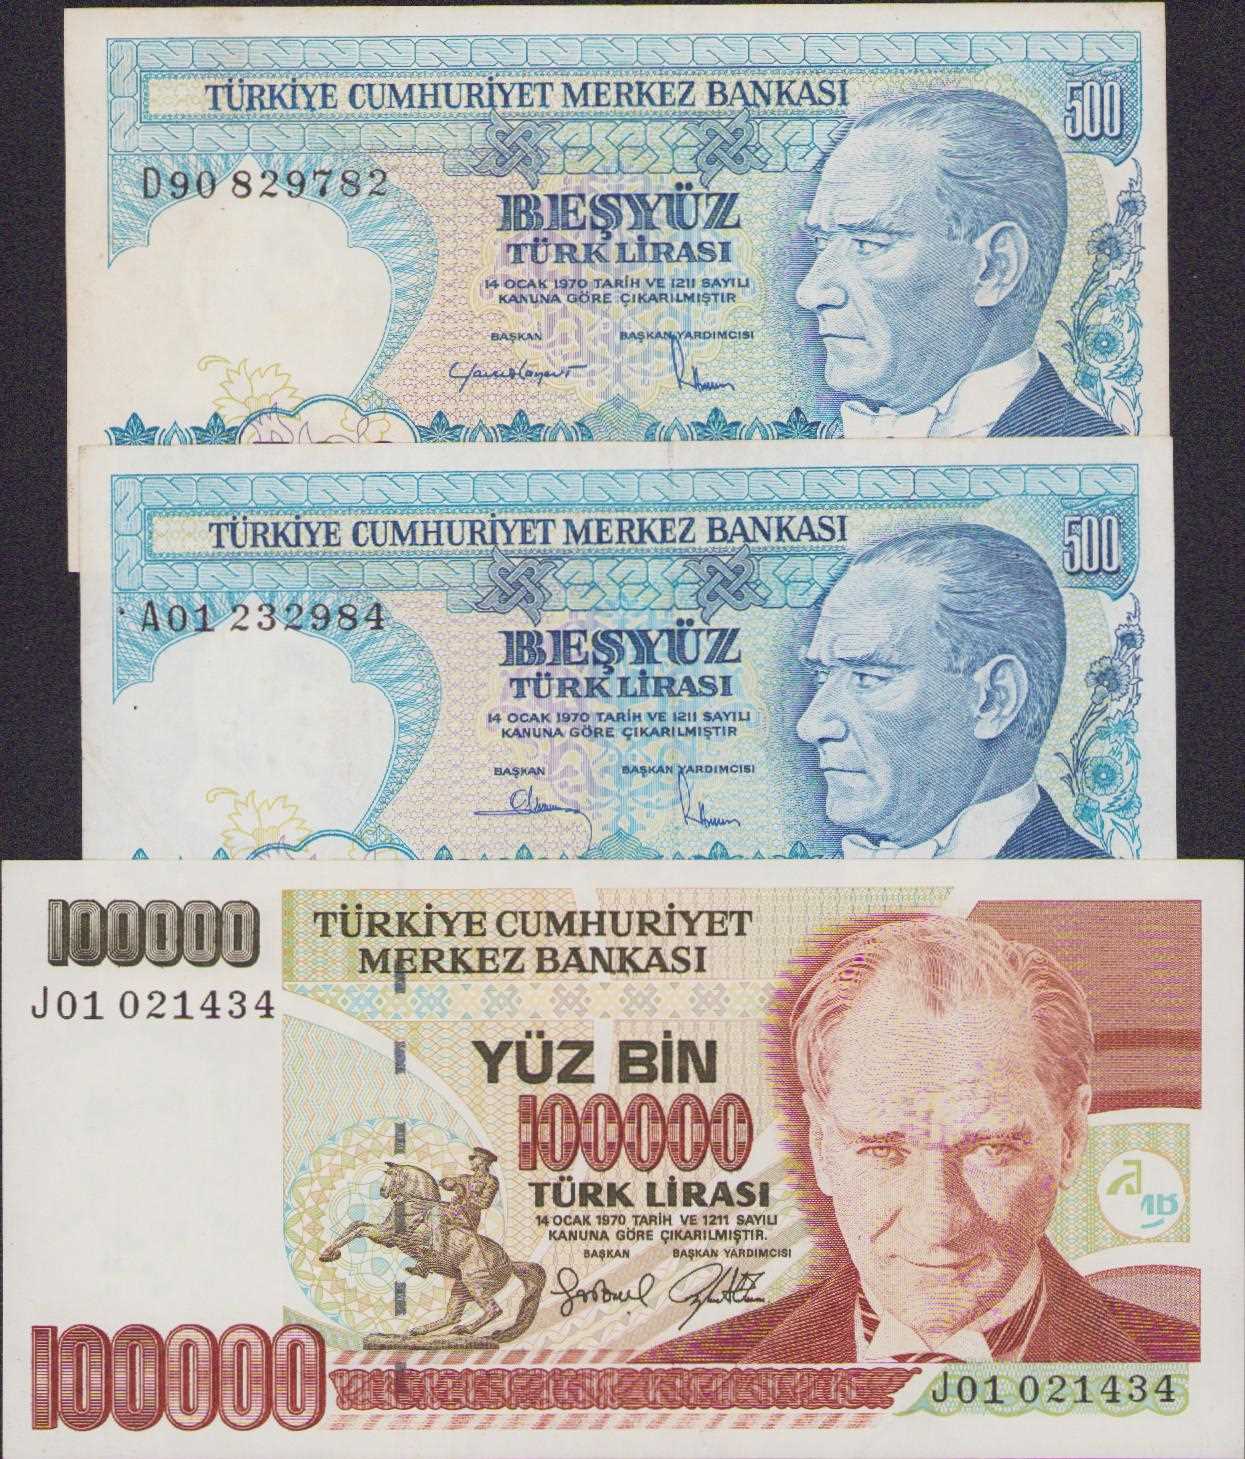 TÜRKİYE CUMHURİYET MERKEZ BANKASI
500
D90 829782
BEŞYÜZ
TÜRK LİRASI
14 OCAK 1970 TARİH VE 1211 SAYILI
KANUNA GÖRE ÇIKARILMIŞTIR
BAŞKAN BAŞKAN YARDIMCISI
TÜRKİYE CUMHURİYET MERKEZ BANKASI
500
A01 232984
BEŞYÜZ
TÜRK LİRASI
14 OCAK 1970 TARİH VE 1211 SAYILI
KANUNA GÖRE ÇIKARILMIŞTIR
BAŞKAN BAŞKAN YARDIMCISI
100000
TÜRKİYE CUMHURİYET
MERKEZ BANKASI
J01 021434
YÜZ BİN
100000
TÜRK LİRASI
14 OCAK 1970 TARİH VE 1211 SAYILI
KANUNA GÖRE ÇIKARILMIŞTIR.
BAŞKAN BAŞKAN YARDIMCISI
100000
J01 021434